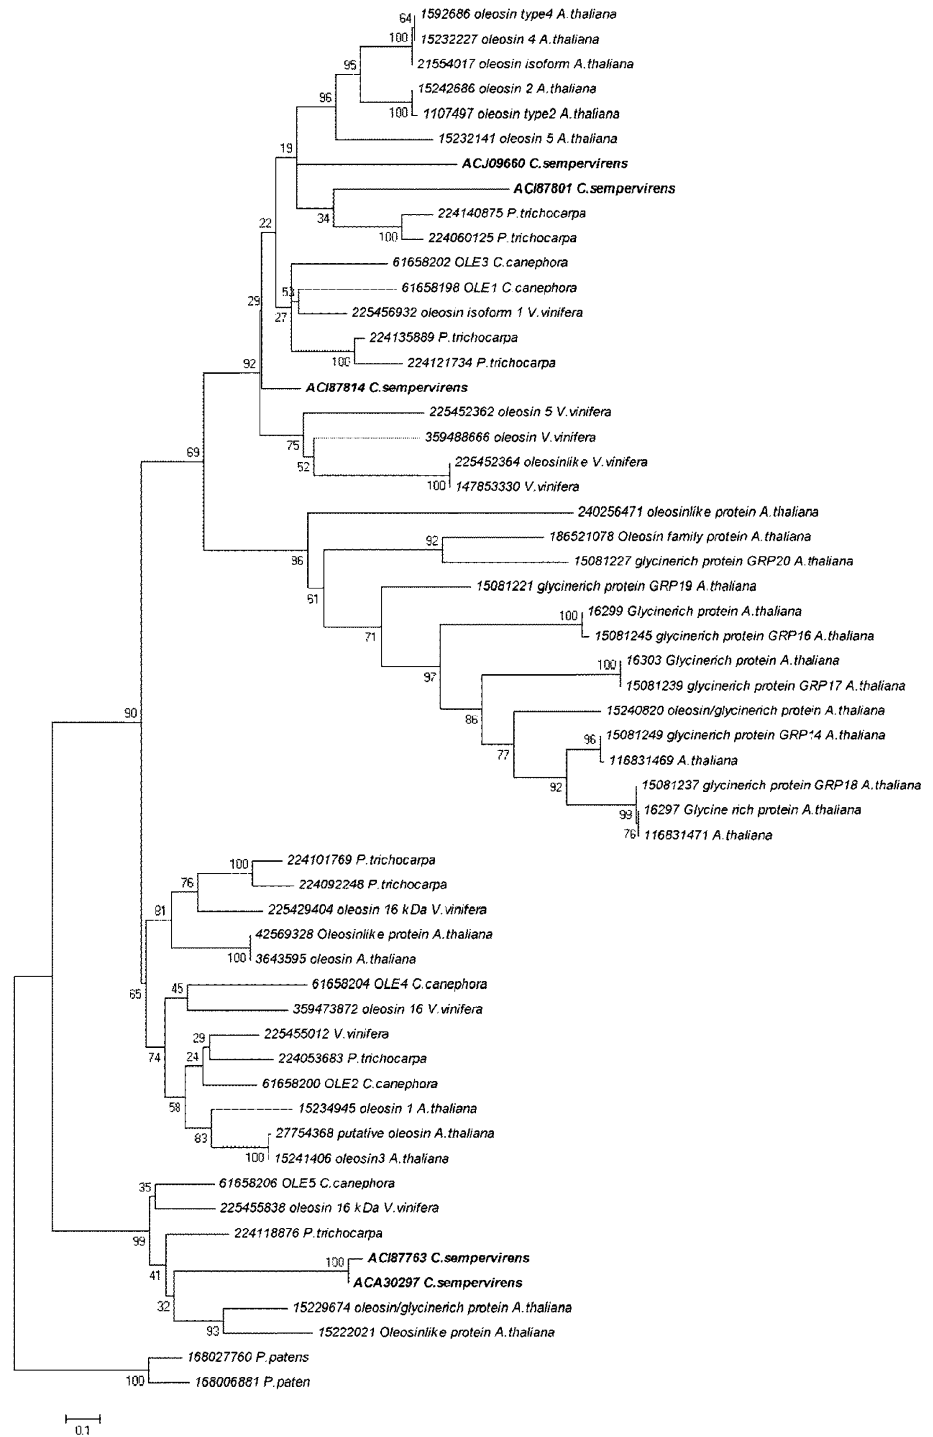 64
1592686 oleosin type4 A.thaliana
100
15232227 oleosin 4 A.thaliana
21554017 oleosin isoform A.thaliana
95
15242686 oleosin 2 A.thaliana
96
100
1107497 oleosin type2 A.thaliana
15232141 oleosin 5 A.thaliana
19
ACJ09660 C.sempervirens
ACI87801 C.sempervirens
34
224140875 P.trichocarpa
22
100
224060125 P.trichocarpa
61658202 OLE3 C.canephora
53
61658198 OLE1 C canephora
29
27
225456932 oleosin isoform 1 V.vinifera
224135889 P.trichocarpa
100
224121734 P.trichocarpa
92
ACI87814 C.sempervirens
225452362 oleosin 5 V.vinifera
75
359488666 oleosin V.vinifera
69
52
225452364 oleosinlike V.vinifera
100
147853330 V.vinifera
240256471 oleosinlike protein A.thaliana
92
186521078 Oleosin family protein A.thaliana
96
15081227 glycinerich protein GRP20 A.thaliana
61
15081221 glycinerich protein GRP19 A.thaliana
100
16299 Glycinerich protein A.thaliana
71
15081245 glycinerich protein GRP16 A.thaliana
100
16303 Glycinerich protein A.thaliana
97
15081239 glycinerich protein GRP17 A.thaliana
90
86
15240820 oleosin/glycinerich protein A.thaliana
96
15081249 glycinerich protein GRP14 A.thaliana
77
116831469 A.thaliana
92
15081237 glycinerich protein GRP18 A.thaliana
99
16297 Glycine rich protein A.thaliana
76
116831471 A.thaliana
100
224101769 P.trichocarpa
76
224092248 P.trichocarpa
81
225429404 oleosin 16 kDa V.vinifera
42569328 Oleosinlike protein A.thaliana
100
3643595 oleosin A.thaliana
65
45
61658204 OLE4 C.canephora
359473872 oleosin 16 V.vinifera
29
225455012 V.vinifera
74
24
224053683 P.trichocarpa
61658200 OLE2 C.canephora
58
15234945 oleosin 1 A.thaliana
83
27754368 putative oleosin A.thaliana
100
15241406 oleosin3 A.thaliana
35
61658206 OLE5 C.canephora
225455838 oleosin 16 kDa V.vinifera
99
224118876 P.trichocarpa
41
100
ACI87763 C.sempervirens
ACA30297 C.sempervirens
32
15229674 oleosin/glycinerich protein A.thaliana
93
15222021 Oleosinlike protein A.thaliana
168027760 P.patens
100
168006881 P.paten
0.1